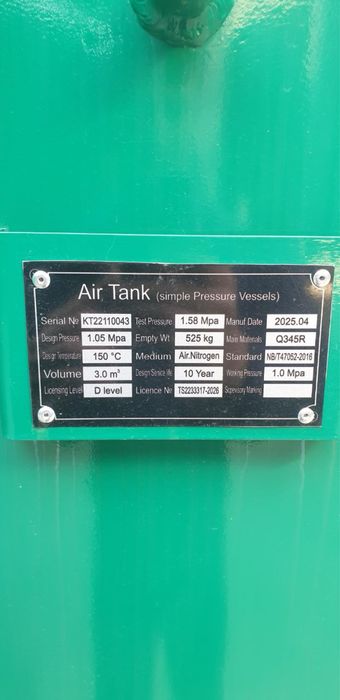 Air Tank (simple Pressure Vessels)
Serial № KT22110043 Test Pressure 1.58 Mpa Manuf Date 2025.04
Design Pressure 1.05 Mpa Empty Wt 525 kg Main Materials Q345R
Design Temperature 150 °C Medium Air.Nitrogen Standard NB/T47052-2016
Volume 3.0 m³ Design Service life 10 Year Working Pressure 1.0 Mpa
Licensing Level D level Licence № TS2233317-2026 Supervisory Marking